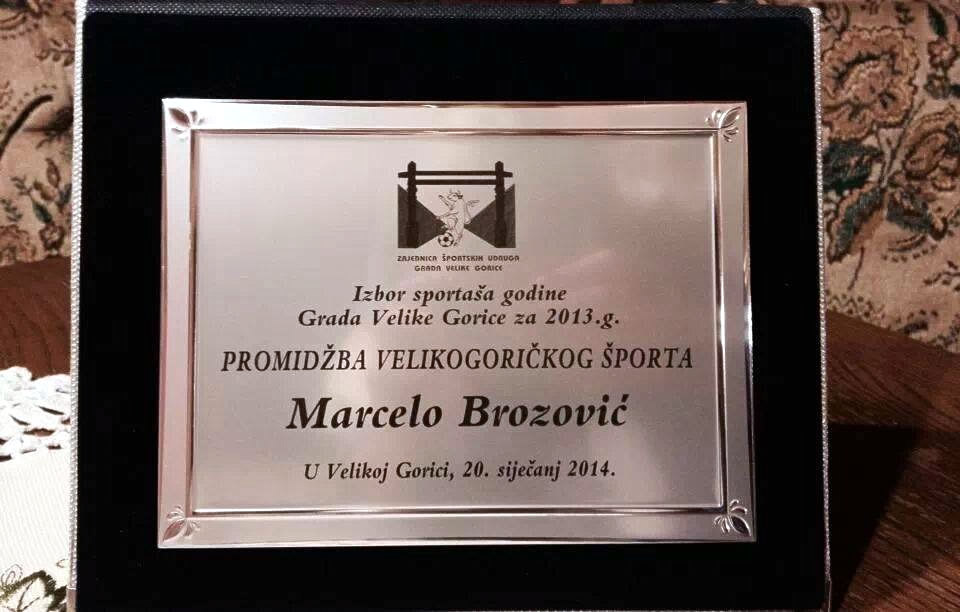 ZAJEDNICA ŠPORTSKIH UDRUGA
GRADA VELIKE GORICE
Izbor sportaša godine
Grada Velike Gorice za 2013.g.
PROMIDŽBA VELIKOGORIČKOG ŠPORTA
Marcelo Brozović
U Velikoj Gorici, 20. siječanj 2014.